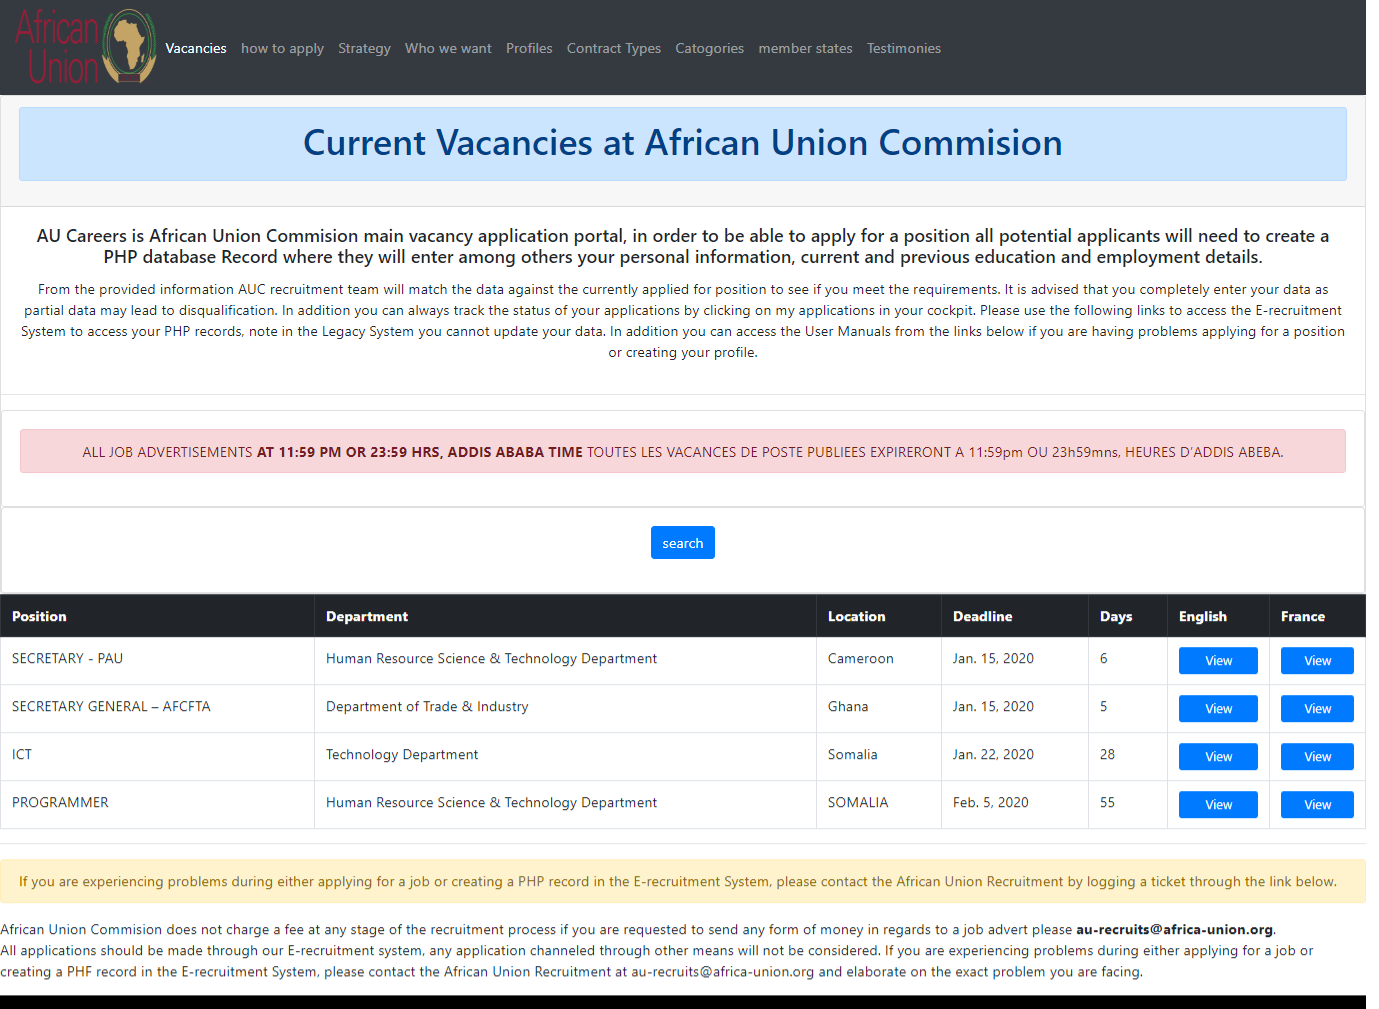 African
Union
Vacancies how to apply Strategy Who we want Profiles Contract Types Catogories member states Testimonies
Current Vacancies at African Union Commision
AU Careers is African Union Commision main vacancy application portal, in order to be able to apply for a position all potential applicants will need to create a
PHP database Record where they will enter among others your personal information, current and previous education and employment details.
From the provided information AUC recruitment team will match the data against the currently applied for position to see if you meet the requirements. It is advised that you completely enter your data as
partial data may lead to disqualification. In addition you can always track the status of your applications by clicking on my applications in your cockpit. Please use the following links to access the E-recruitment
System to access your PHP records, note in the Legacy System you cannot update your data. In addition you can access the User Manuals from the links below if you are having problems applying for a position
or creating your profile.
ALL JOB ADVERTISEMENTS AT 11:59 PM OR 23:59 HRS, ADDIS ABABA TIME TOUTES LES VACANCES DE POSTE PUBLIEES EXPIRERONT A 11:59pm OU 23h59mns, HEURES D'ADDIS ABEBA.
search
Position Department Location Deadline Days English France
SECRETARY - PAU Human Resource Science & Technology Department Cameroon Jan. 15, 2020 6 View View
SECRETARY GENERAL – AFCFTA Department of Trade & Industry Ghana Jan. 15, 2020 5 View View
ICT Technology Department Somalia Jan. 22, 2020 28 View View
PROGRAMMER Human Resource Science & Technology Department SOMALIA Feb. 5, 2020 55 View View
If you are experiencing problems during either applying for a job or creating a PHP record in the E-recruitment System, please contact the African Union Recruitment by logging a ticket through the link below.
African Union Commision does not charge a fee at any stage of the recruitment process if you are requested to send any form of money in regards to a job advert please au-recruits@africa-union.org.
All applications should be made through our E-recruitment system, any application channeled through other means will not be considered. If you are experiencing problems during either applying for a job or
creating a PHF record in the E-recruitment System, please contact the African Union Recruitment at au-recruits@africa-union.org and elaborate on the exact problem you are facing.